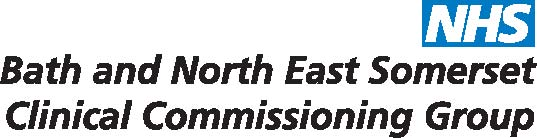 NHS
Bath and North East Somerset
Clinical Commissioning Group